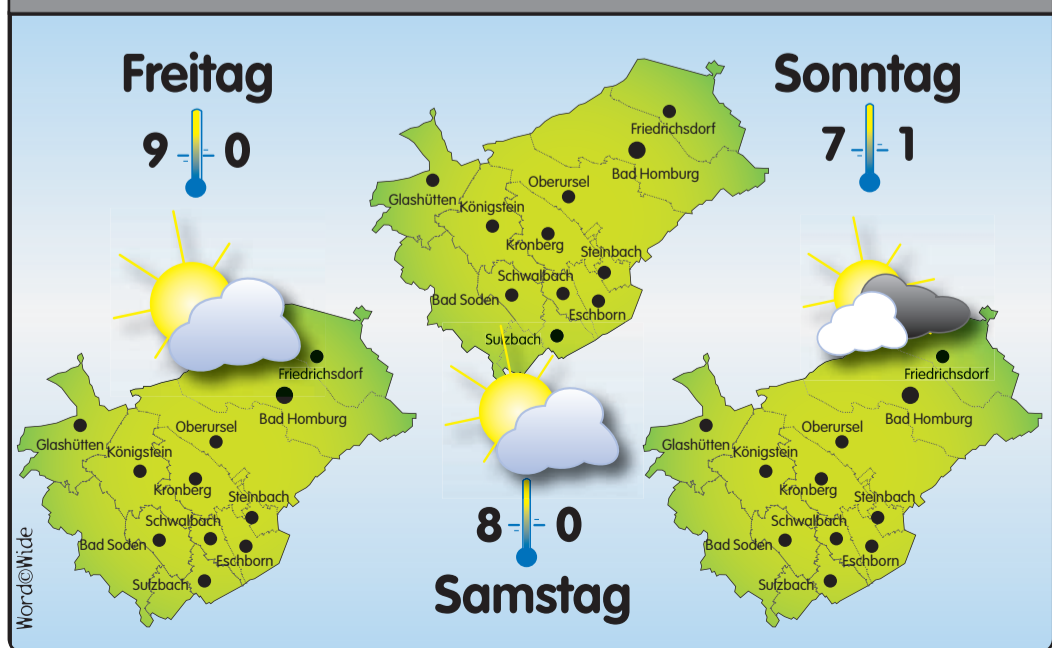 Freitag
9 0
Glashütten
Königstein
Oberursel
Kronberg
Friedrichsdorf
Bad Homburg
Steinbach
Schwalbach
Bad Soden
Eschborn
Sulzbach
Friedrichsdorf
Bad Homburg
Oberursel
Glashütten
Königstein
Kronberg
Steinbach
Schwalbach
Bad Soden
Eschborn
Sulzbach
8 0
Samstag
Sonntag
7 1
Friedrichsdorf
Bad Homburg
Oberursel
Glashütten
Königstein
Kronberg
Steinbach
Schwalbach
Bad Soden
Eschborn
Sulzbach
Word©Wide